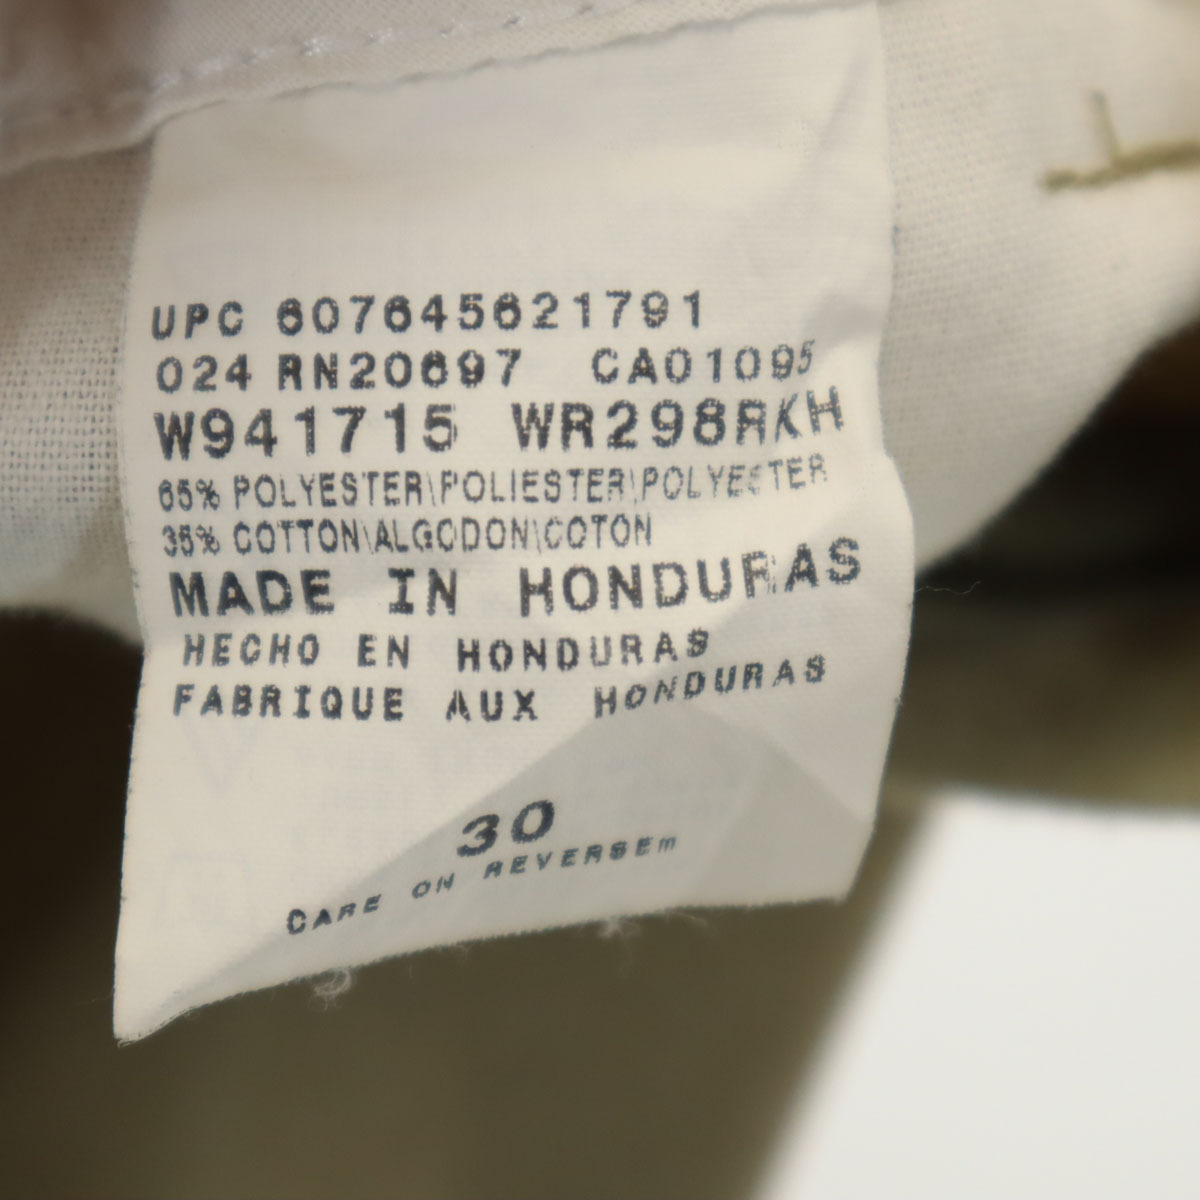 UPC 607645621791
024 RN20697 CA01095
W941715 WR298RKH
65% POLYESTER\POLIESTER\POLYESTER
35% COTTON\ALGODON\COTON
MADE IN HONDURAS
HECHO EN HONDURAS
FABRIQUE AUX HONDURAS
30
CARE ON REVERSEm